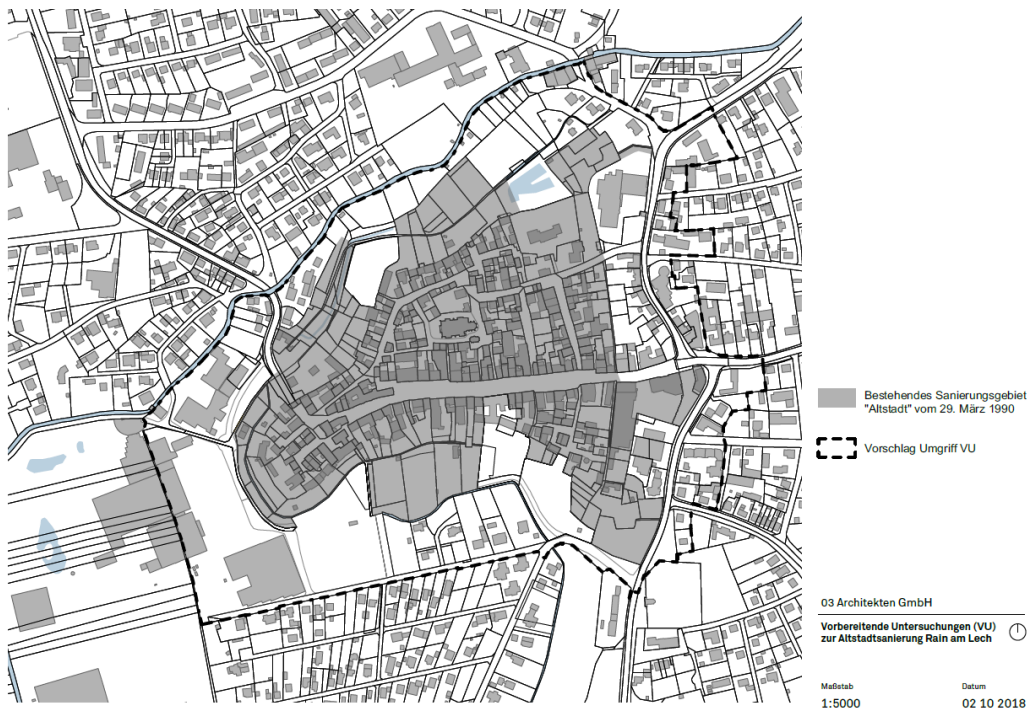 Bestehendes Sanierungsgebiet
"Altstadt" vom 29. März 1990
Vorschlag Umgriff VU
03 Architekten GmbH
Vorbereitende Untersuchungen (VU)
zur Altstadtsanierung Rain am Lech
Maßstab
Datum
1:5000
02 10 2018